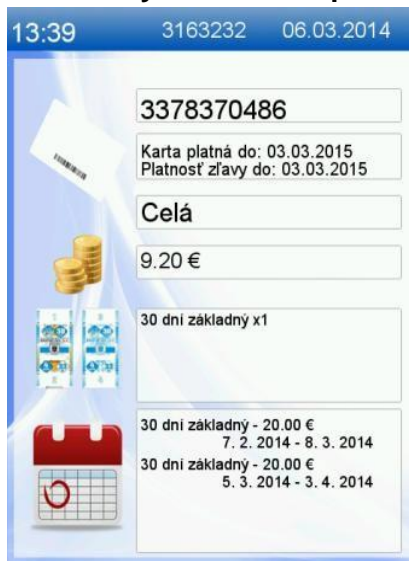 13:39 3163232 06.03.2014
3378370486
Karta platná do: 03.03.2015
Platnosť zľavy do: 03.03.2015
Celá
9.20 €
30 dní základný x1
30 dní základný - 20.00 €
7. 2. 2014 - 8. 3. 2014
30 dní základný - 20.00 €
5. 3. 2014 - 3. 4. 2014